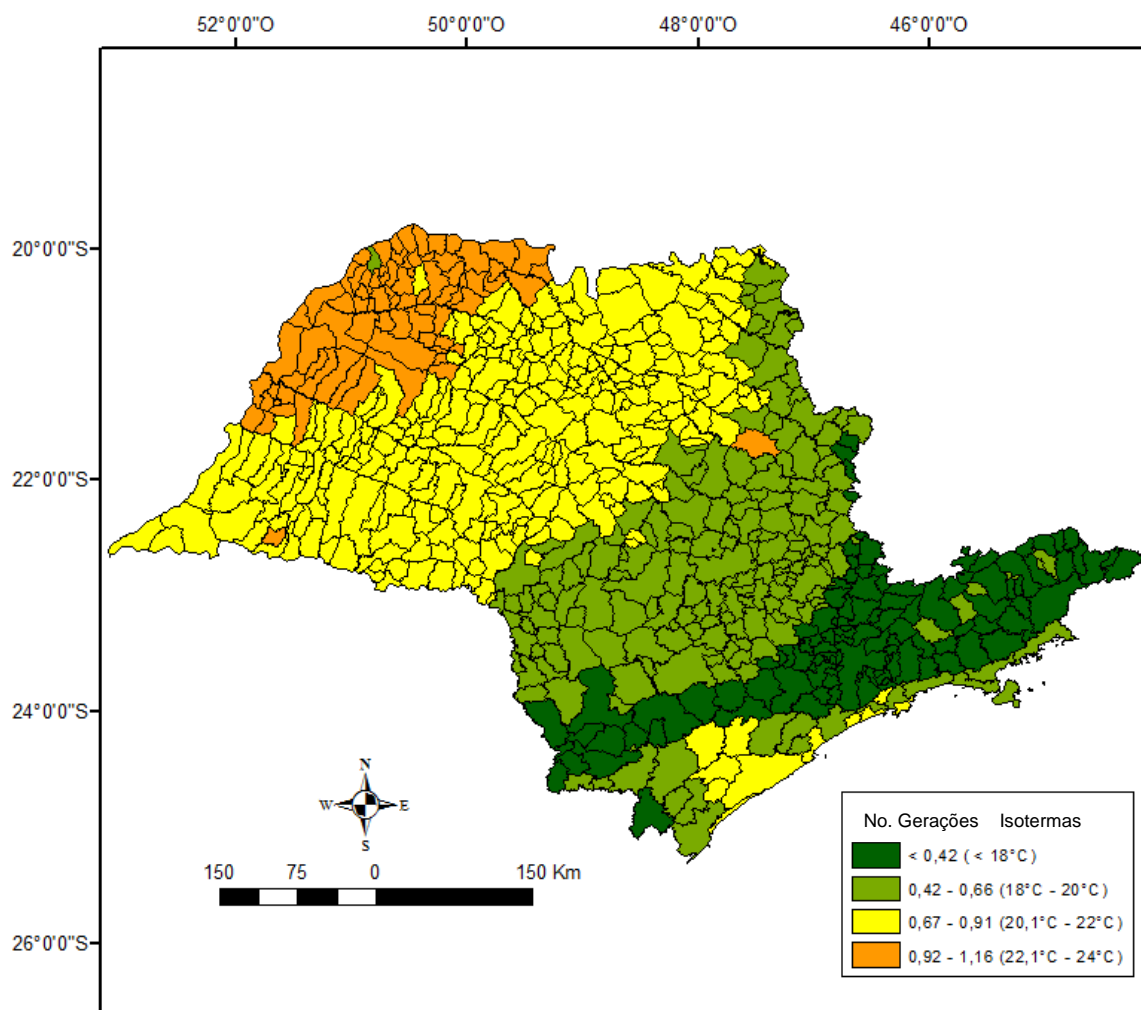 52°0'0"O 50°0'0"O 48°0'0"O 46°0'0"O
20°0'0"S
22°0'0"S
24°0'0"S
26°0'0"S
N
W E
S
150 75 0 150 Km
No. Gerações Isotermas
< 0,42 ( < 18°C)
0,42 - 0,66 (18°C - 20°C)
0,67 - 0,91 (20,1°C - 22°C)
0,92 - 1,16 (22,1°C - 24°C)